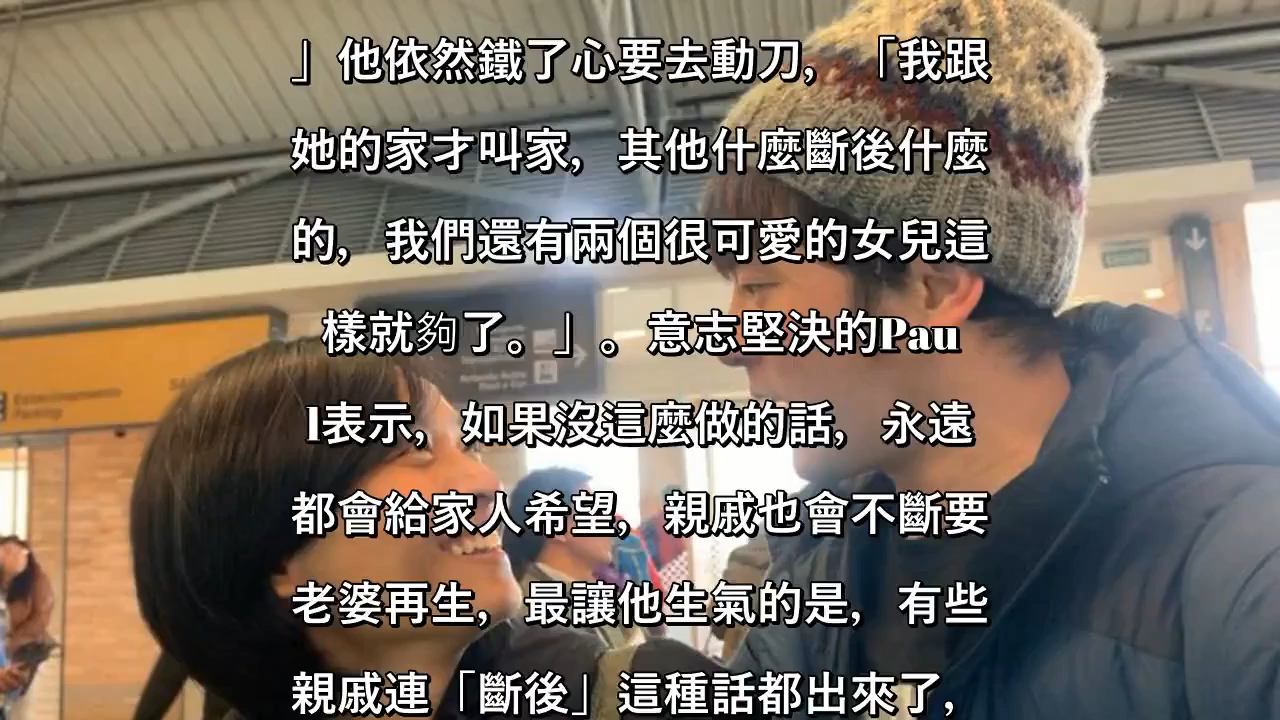 」他依然鐵了心要去動刀，「我跟
她的家才叫家，其他什麼斷後什麼
的，我們還有兩個很可愛的女兒這
樣就夠了。」。意志堅決的Pau
l表示，如果沒這麼做的話，永遠
都會給家人希望，親戚也會不斷要
老婆再生，最讓他生氣的是，有些
親戚連「斷後」這種話都出來了，
Estacionamiento
Parking